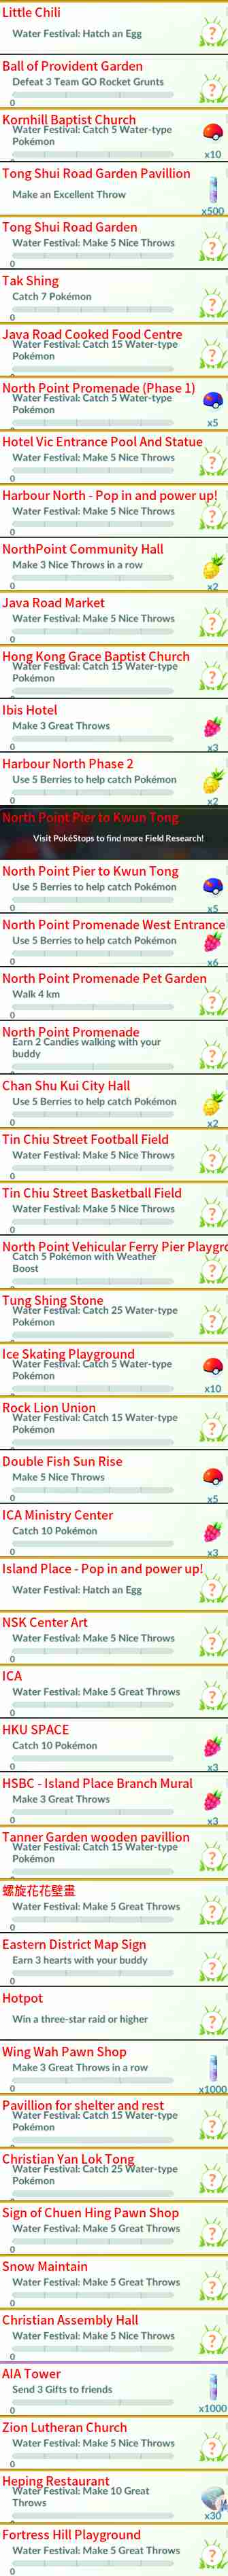 Little Chili
Water Festival: Hatch an Egg
Ball of Provident Garden
Defeat 3 Team GO Rocket Grunts
0
Kornhill Baptist Church
Water Festival: Catch 5 Water-type
Pokémon
x10
Tong Shui Road Garden Pavillion
Make an Excellent Throw
x500
Tong Shui Road Garden
Water Festival: Make 5 Nice Throws
0
Tak Shing
Catch 7 Pokémon
0
Java Road Cooked Food Centre
Water Festival: Catch 15 Water-type
Pokémon
North Point Promenade (Phase 1)
Water Festival: Catch 5 Water-type
Pokémon
x5
Hotel Vic Entrance Pool And Statue
Water Festival: Make 5 Nice Throws
0
Harbour North - Pop in and power up!
Water Festival: Make 5 Nice Throws
0
NorthPoint Community Hall
Make 3 Nice Throws in a row
0
x2
Java Road Market
Water Festival: Make 5 Nice Throws
0
Hong Kong Grace Baptist Church
Water Festival: Catch 15 Water-type
Pokémon
Ibis Hotel
Make 3 Great Throws
0
x3
Harbour North Phase 2
Use 5 Berries to help catch Pokémon
0
x2
North Point Pier to Kwun Tong
Visit PokéStops to find more Field Research!
North Point Pier to Kwun Tong
Use 5 Berries to help catch Pokémon
0
x5
North Point Promenade West Entrance
Use 5 Berries to help catch Pokémon
0
x6
North Point Promenade Pet Garden
Walk 4 km
0
North Point Promenade
Earn 2 Candies walking with your
buddy
Chan Shu Kui City Hall
Use 5 Berries to help catch Pokémon
0
x2
Tin Chiu Street Football Field
Water Festival: Make 5 Nice Throws
0
Tin Chiu Street Basketball Field
Water Festival: Make 5 Nice Throws
0
North Point Vehicular Ferry Pier Playgro
Catch 5 Pokémon with Weather
Boost
Tung Shing Stone
Water Festival: Catch 25 Water-type
Pokémon
Ice Skating Playground
Water Festival: Catch 5 Water-type
Pokémon
x10
Rock Lion Union
Water Festival: Catch 15 Water-type
Pokémon
Double Fish Sun Rise
Make 5 Nice Throws
0
x5
ICA Ministry Center
Catch 10 Pokémon
0
x3
Island Place - Pop in and power up!
Water Festival: Hatch an Egg
NSK Center Art
Water Festival: Make 5 Nice Throws
0
ICA
Water Festival: Make 5 Great Throws
0
HKU SPACE
Catch 10 Pokémon
0
x3
HSBC - Island Place Branch Mural
Make 3 Great Throws
0
x3
Tanner Garden wooden pavillion
Water Festival: Catch 15 Water-type
Pokémon
螺旋花花壁畫
Water Festival: Make 5 Great Throws
0
Eastern District Map Sign
Earn 3 hearts with your buddy
0
Hotpot
Win a three-star raid or higher
Wing Wah Pawn Shop
Make 3 Great Throws in a row
0
x1000
Pavillion for shelter and rest
Water Festival: Catch 15 Water-type
Pokémon
Christian Yan Lok Tong
Water Festival: Catch 25 Water-type
Pokémon
Sign of Chuen Hing Pawn Shop
Water Festival: Make 5 Great Throws
0
Snow Maintain
Water Festival: Make 5 Great Throws
0
Christian Assembly Hall
Water Festival: Make 5 Nice Throws
0
AIA Tower
Send 3 Gifts to friends
0
x1000
Zion Lutheran Church
Water Festival: Make 5 Nice Throws
0
Heping Restaurant
Water Festival: Make 10 Great
Throws
x30
Fortress Hill Playground
Water Festival: Make 5 Great Throws
0